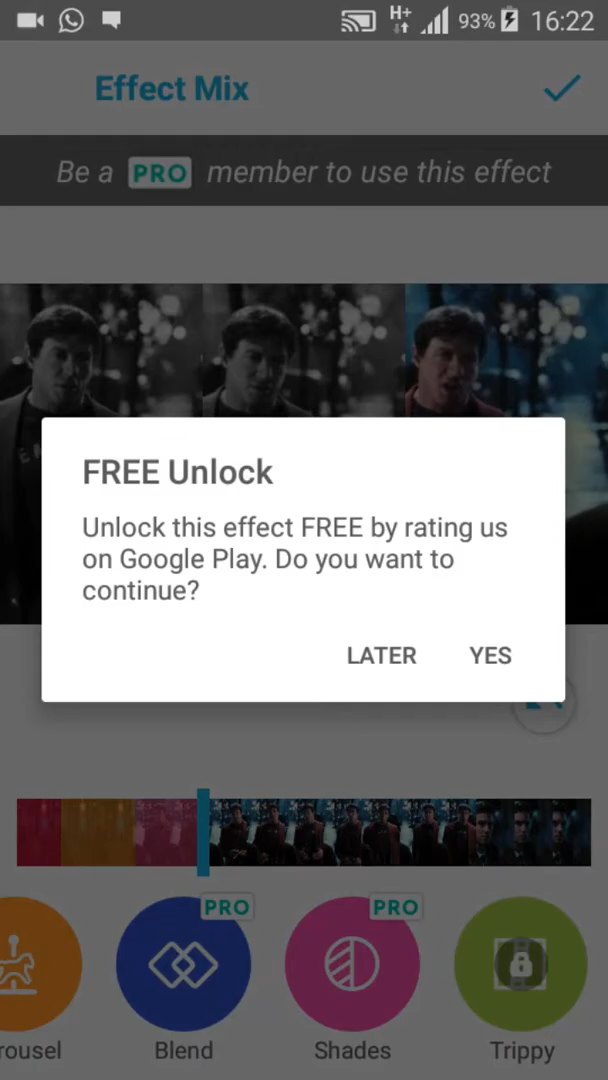 H+ 93% 16:22
Effect Mix
Be a PRO member to use this effect
FREE Unlock
Unlock this effect FREE by rating us
on Google Play. Do you want to
continue?
LATER YES
PRO PRO
rousel Blend Shades Trippy